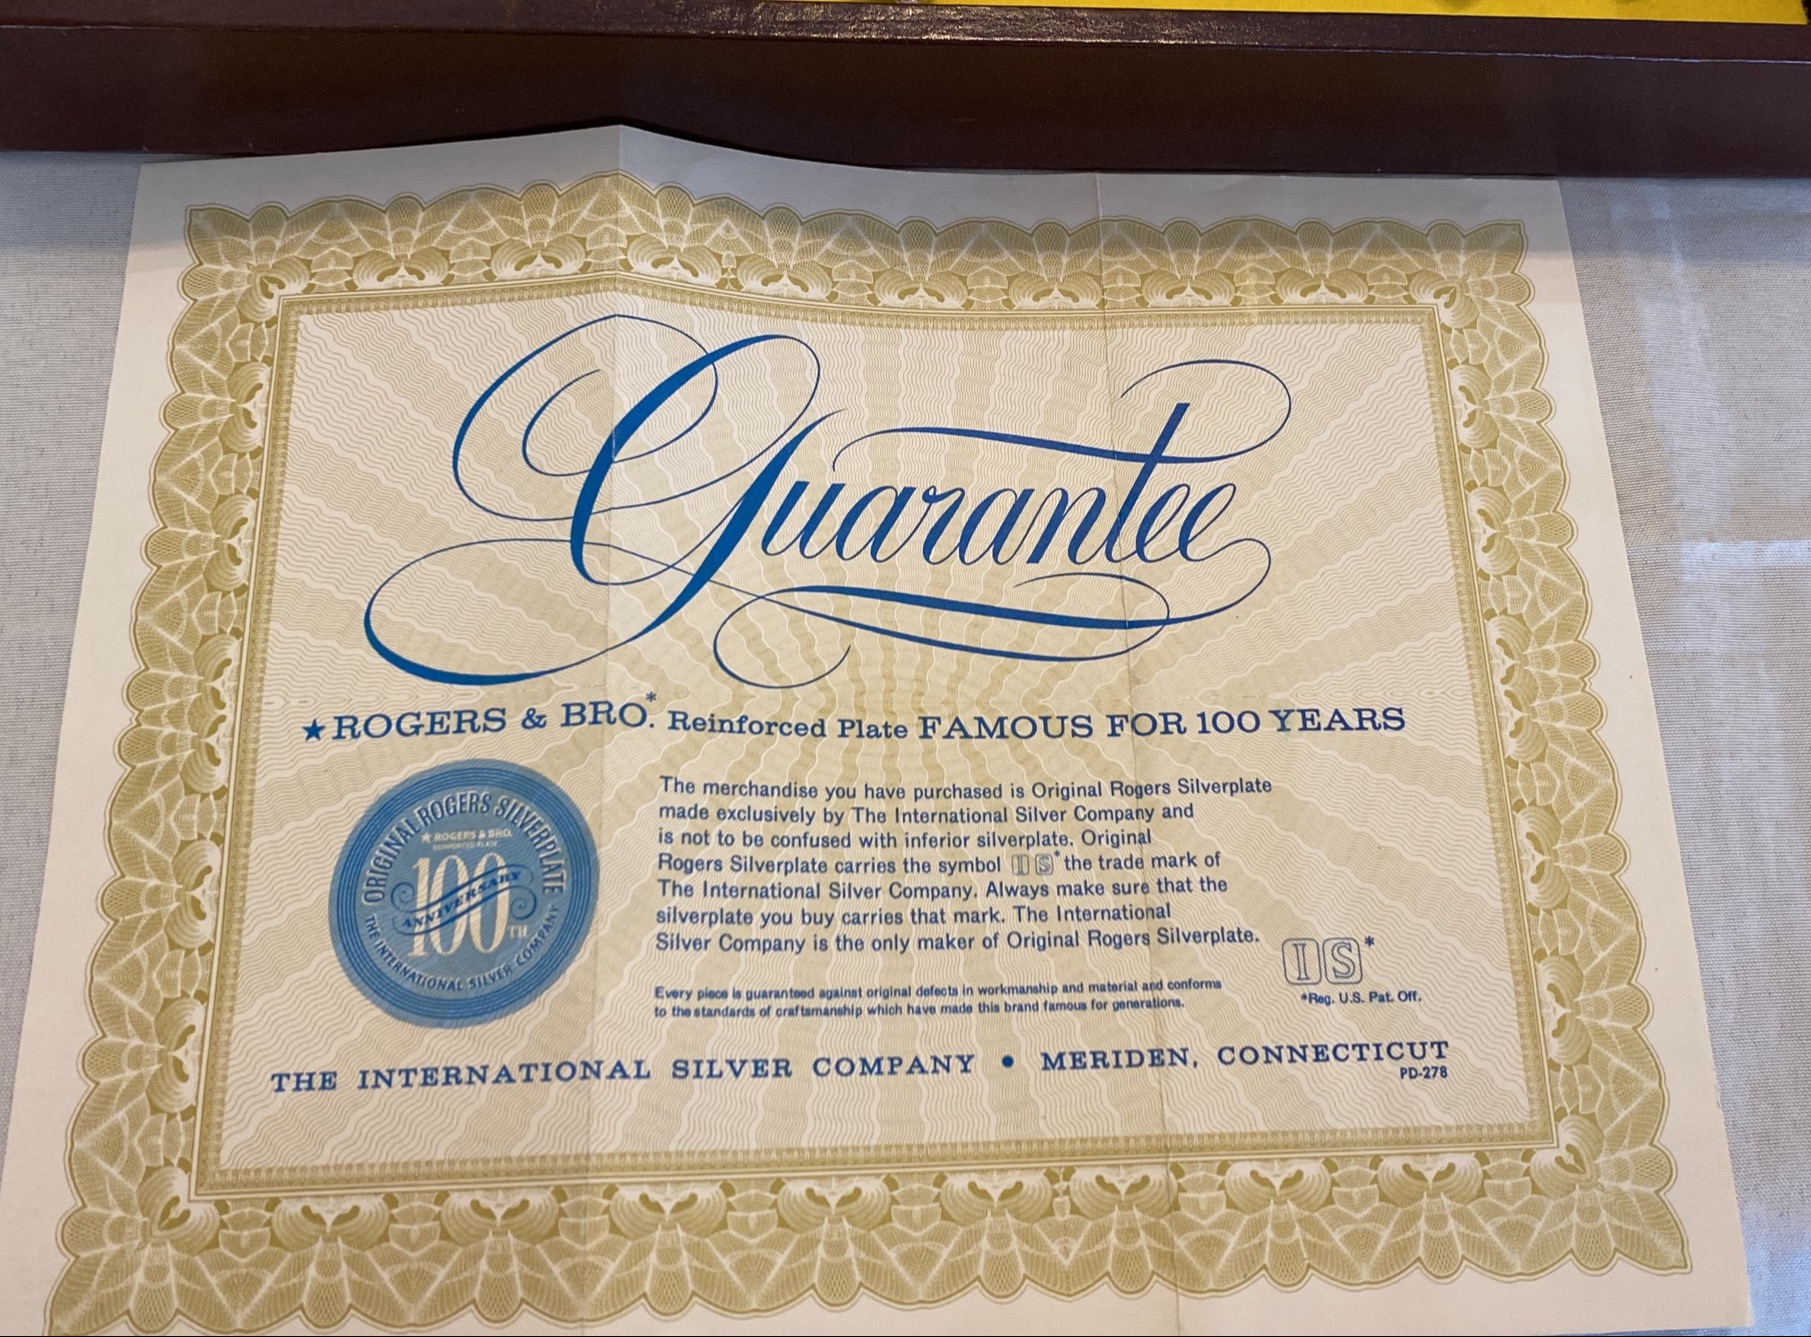 Guarantee
★ROGERS & BRO.* Reinforced Plate FAMOUS FOR 100 YEARS
ORIGINAL ROGERS SILVERPLATE
★ ROGERS & BRO.
REINFORCED PLATE
100TH
ANNIVERSARY
THE INTERNATIONAL SILVER COMPANY
The merchandise you have purchased is Original Rogers Silverplate
made exclusively by The International Silver Company and
is not to be confused with inferior silverplate. Original
Rogers Silverplate carries the symbol IS* the trade mark of
The International Silver Company. Always make sure that the
silverplate you buy carries that mark. The International
Silver Company is the only maker of Original Rogers Silverplate.
IS*
*Reg. U.S. Pat. Off.
Every piece is guaranteed against original defects in workmanship and material and conforms
to the standards of craftsmanship which have made this brand famous for generations.
THE INTERNATIONAL SILVER COMPANY • MERIDEN, CONNECTICUT
PD-278